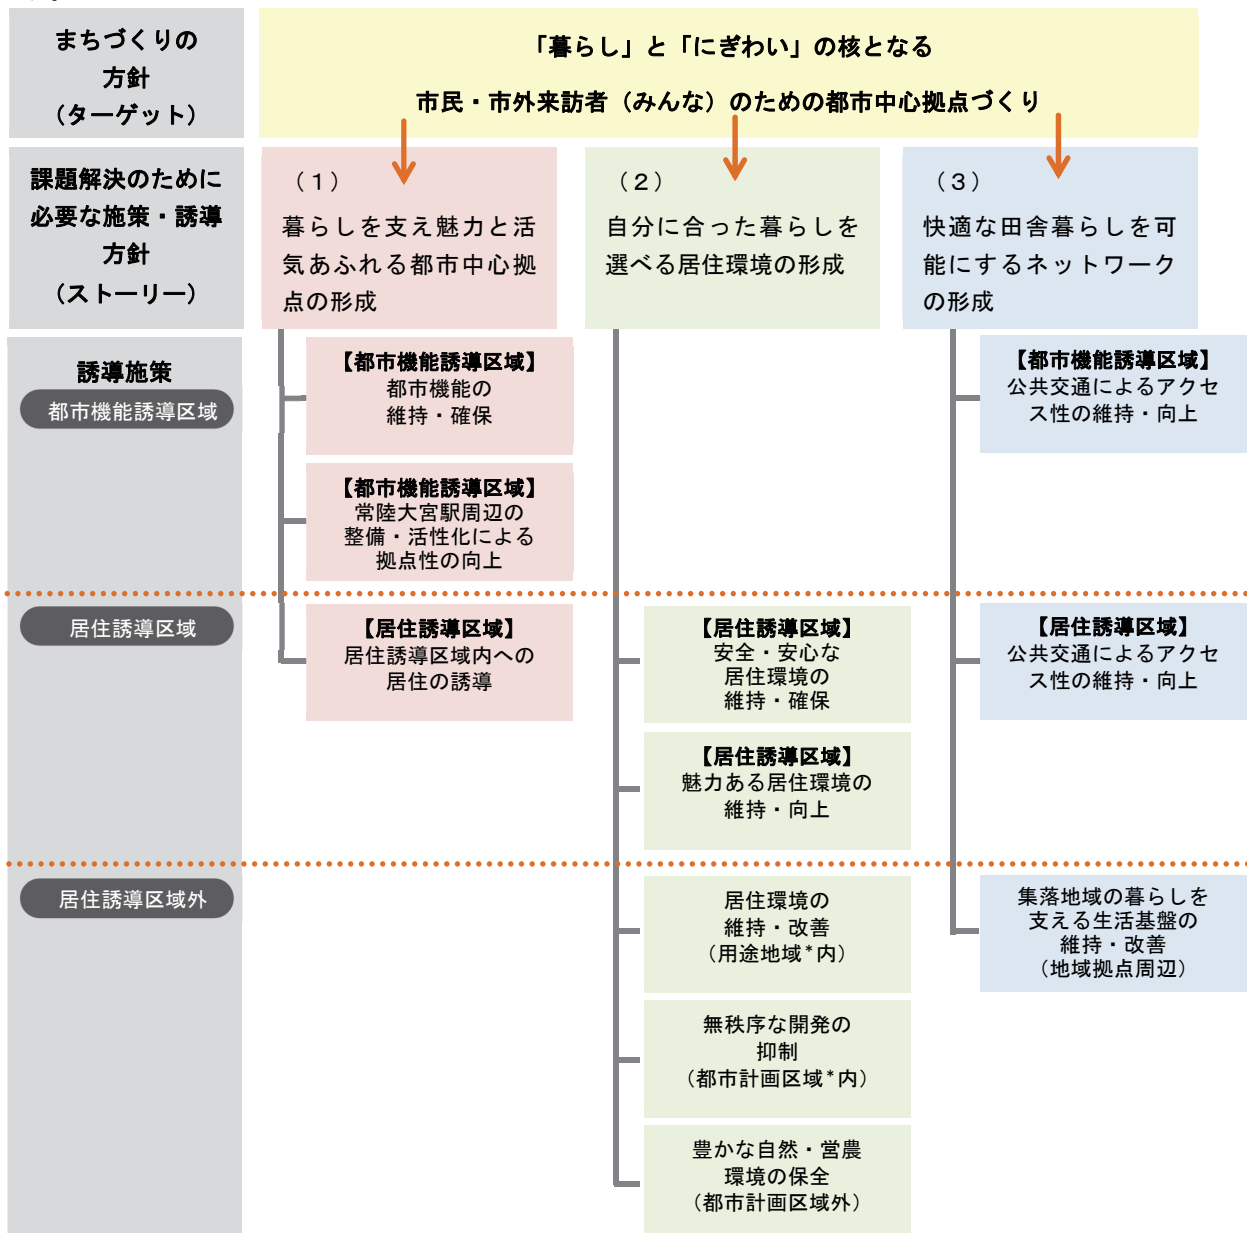 まちづくりの
方針
（ターゲット）
「暮らし」と「にぎわい」の核となる
市民・市外来訪者（みんな）のための都市中心拠点づくり
課題解決のために
必要な施策・誘導
方針
（ストーリー）
（１）
暮らしを支え魅力と活
気あふれる都市中心拠
点の形成
（２）
自分に合った暮らしを
選べる居住環境の形成
（３）
快適な田舎暮らしを可
能にするネットワーク
の形成
誘導施策
都市機能誘導区域
【都市機能誘導区域】
都市機能の
維持・確保
【都市機能誘導区域】
常陸大宮駅周辺の
整備・活性化による
拠点性の向上
【都市機能誘導区域】
公共交通によるアクセ
ス性の維持・向上
居住誘導区域
【居住誘導区域】
居住誘導区域内への
居住の誘導
【居住誘導区域】
安全・安心な
居住環境の
維持・確保
【居住誘導区域】
魅力ある居住環境の
維持・向上
【居住誘導区域】
公共交通によるアクセ
ス性の維持・向上
居住誘導区域外
居住環境の
維持・改善
（用途地域*内）
無秩序な開発の
抑制
（都市計画区域*内）
豊かな自然・営農
環境の保全
（都市計画区域外）
集落地域の暮らしを
支える生活基盤の
維持・改善
（地域拠点周辺）